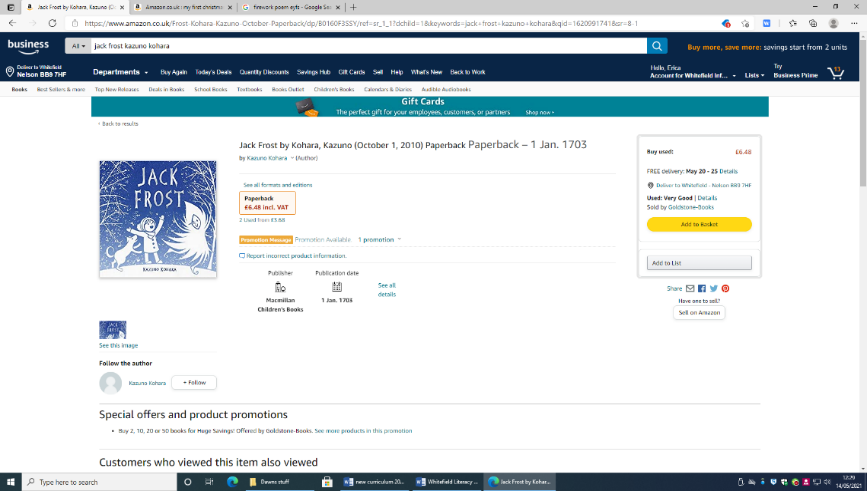 Jack Frost by Kohara, Kazuno (O
Amazon.co.uk : my first christm
firework poem eyfs - Google Se
https://www.amazon.co.uk/Frost-Kohara-Kazuno-October-Paperback/dp/B0160F3SSY/ref=sr_1_1?dchild=1&keywords=jack+frost+kazuno+kohara&qid=1620991741&sr=8-1
business
All
jack frost kazuno kohara
Buy more, save more: savings start from 2 units
Deliver to Whitefield
Nelson BB9 7HF
Departments Buy Again Today's Deals Quantity Discounts Savings Hub Gift Cards Sell Help What's New Back to Work
Hello, Erica
Account for Whitefield Inf...
Lists
Try
Business Prime
Books Best Sellers & more Top New Releases Deals in Books School Books Textbooks Books Outlet Children's Books Calendars & Diaries Audible Audiobooks
Gift Cards
The perfect gift for your employees, customers, or partners Shop now
‹ Back to results
Jack Frost by Kohara, Kazuno (October 1, 2010) Paperback Paperback – 1 Jan. 1703
by Kazuno Kohara (Author)
JACK
FROST
KAZUNO KOHARA
See all formats and editions
Paperback
£6.48 incl. VAT
2 Used from £3.88
Promotion Message Promotion Available 1 promotion
Report incorrect product information.
Publisher
Macmillan
Children's Books
Publication date
1 Jan. 1703
See all
details
Buy used: £6.48
FREE delivery: May 20 - 25 Details
Deliver to Whitefield - Nelson BB9 7HF
Used: Very Good | Details
Sold by Goldstone-Books
Add to Basket
Add to List
Share
Have one to sell?
Sell on Amazon
See this image
Follow the author
Kazuno Kohara
+ Follow
Special offers and product promotions
Buy 2, 10, 20 or 50 books for Huge Savings! Offered by Goldstone-Books. See more products in this promotion
Customers who viewed this item also viewed
Type here to search
Dawns stuff
new curriculum 20...
Whitefield Literacy ...
Jack Frost by Kohar...
12:29
14/05/2021